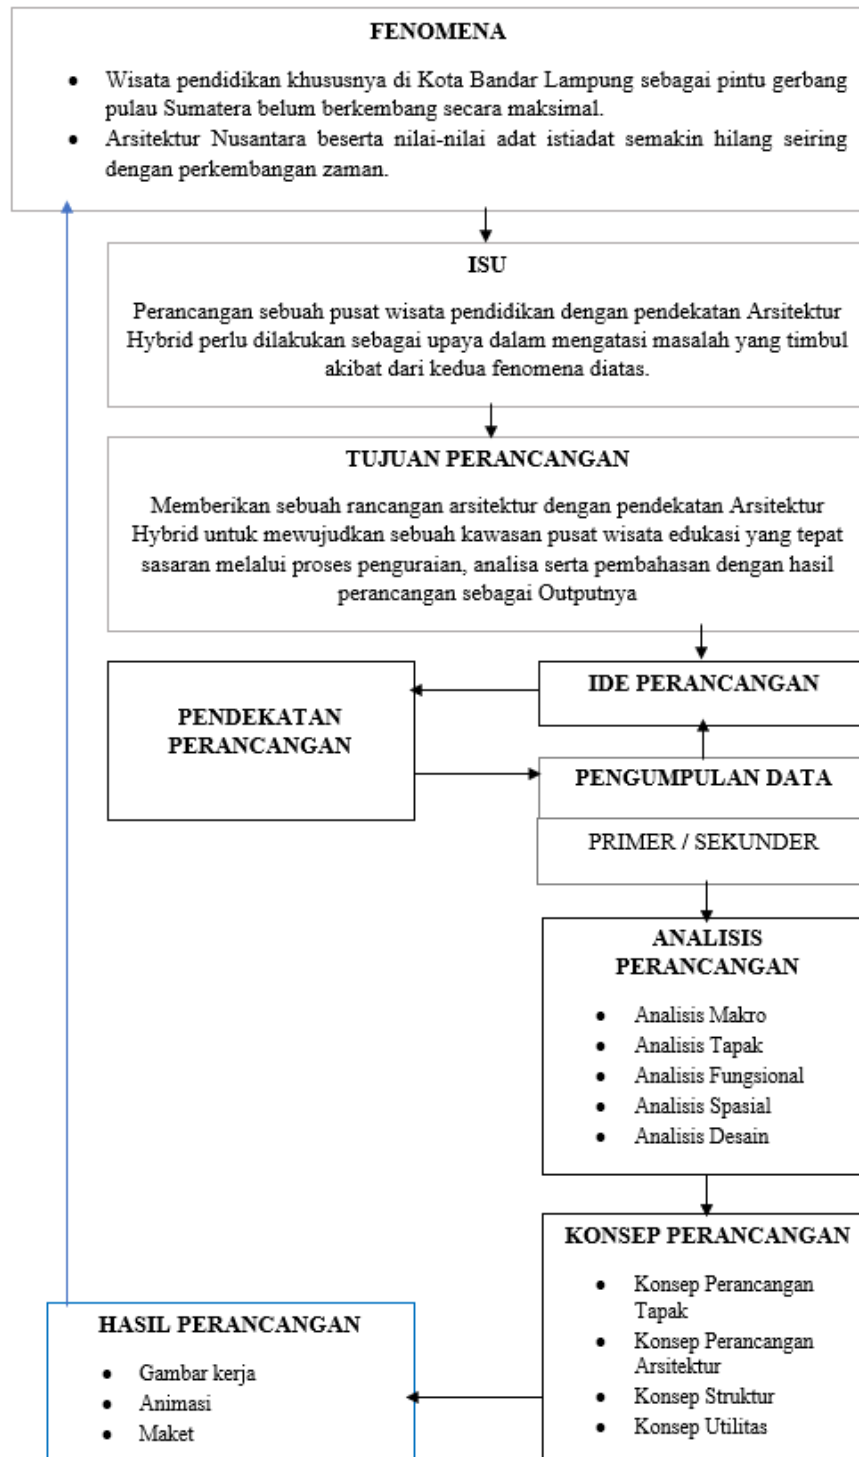 FENOMENA
● Wisata pendidikan khususnya di Kota Bandar Lampung sebagai pintu gerbang
pulau Sumatera belum berkembang secara maksimal.
● Arsitektur Nusantara beserta nilai-nilai adat istiadat semakin hilang seiring
dengan perkembangan zaman.
ISU
Perancangan sebuah pusat wisata pendidikan dengan pendekatan Arsitektur
Hybrid perlu dilakukan sebagai upaya dalam mengatasi masalah yang timbul
akibat dari kedua fenomena diatas.
TUJUAN PERANCANGAN
Memberikan sebuah rancangan arsitektur dengan pendekatan Arsitektur
Hybrid untuk mewujudkan sebuah kawasan pusat wisata edukasi yang tepat
sasaran melalui proses penguraian, analisa serta pembahasan dengan hasil
perancangan sebagai Outputnya
IDE PERANCANGAN
PENDEKATAN
PERANCANGAN
PENGUMPULAN DATA
PRIMER / SEKUNDER
ANALISIS
PERANCANGAN
● Analisis Makro
● Analisis Tapak
● Analisis Fungsional
● Analisis Spasial
● Analisis Desain
KONSEP PERANCANGAN
● Konsep Perancangan
Tapak
● Konsep Perancangan
Arsitektur
● Konsep Struktur
● Konsep Utilitas
HASIL PERANCANGAN
● Gambar kerja
● Animasi
● Maket